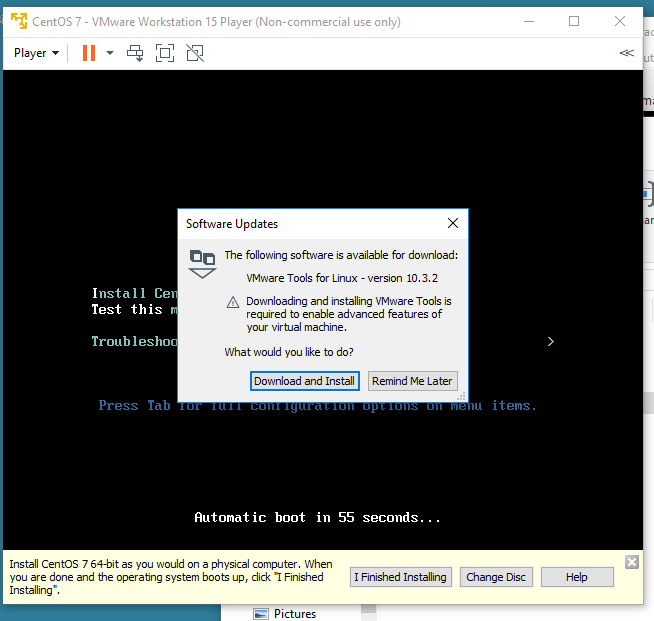 CentOS 7 - VMware Workstation 15 Player (Non-commercial use only)
Player
Software Updates
The following software is available for download:
VMware Tools for Linux - version 10.3.2
Downloading and installing VMware Tools is
required to enable advanced features of
your virtual machine.
What would you like to do?
Download and Install
Remind Me Later
Install Cen
Test this m
Troubleshoo
>
Press Tab for full configuration options on menu items.
Automatic boot in 55 seconds...
Install CentOS 7 64-bit as you would on a physical computer. When
you are done and the operating system boots up, click "I Finished
Installing".
I Finished Installing
Change Disc
Help
Pictures